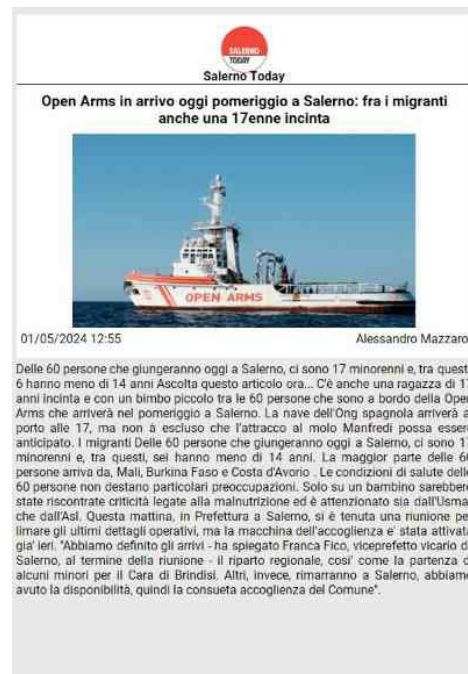 SALERNO
TODAY
Salerno Today
Open Arms in arrivo oggi pomeriggio a Salerno: fra i migranti
anche una 17enne incinta
OPEN ARMS
01/05/2024 12:55
Alessandro Mazzaro
Delle 60 persone che giungeranno oggi a Salerno, ci sono 17 minorenni e, tra questi
6 hanno meno di 14 anni Ascolta questo articolo ora... C'è anche una ragazza di 17
anni incinta e con un bimbo piccolo tra le 60 persone che sono a bordo della Open
Arms che arriverà nel pomeriggio a Salerno. La nave dell'Ong spagnola arriverà a
porto alle 17, ma non à escluso che l'attracco al molo Manfredi possa essere
anticipato. I migranti Delle 60 persone che giungeranno oggi a Salerno, ci sono 17
minorenni e, tra questi, sei hanno meno di 14 anni. La maggior parte delle 60
persone arriva da, Mali, Burkina Faso e Costa d'Avorio . Le condizioni di salute delle
60 persone non destano particolari preoccupazioni. Solo su un bambino sarebbero
state riscontrate criticità legate alla malnutrizione ed è attenzionato sia dall'Usmaf
che dall'Asl. Questa mattina, in Prefettura a Salerno, si è tenuta una riunione per
limare gli ultimi dettagli operativi, ma la macchina dell'accoglienza e' stata attivata
gia' ieri. "Abbiamo definito gli arrivi - ha spiegato Franca Fico, viceprefetto vicario di
Salerno, al termine della riunione - il riparto regionale, cosi' come la partenza di
alcuni minori per il Cara di Brindisi. Altri, invece, rimarranno a Salerno, abbiamo
avuto la disponibilità, quindi la consueta accoglienza del Comune".